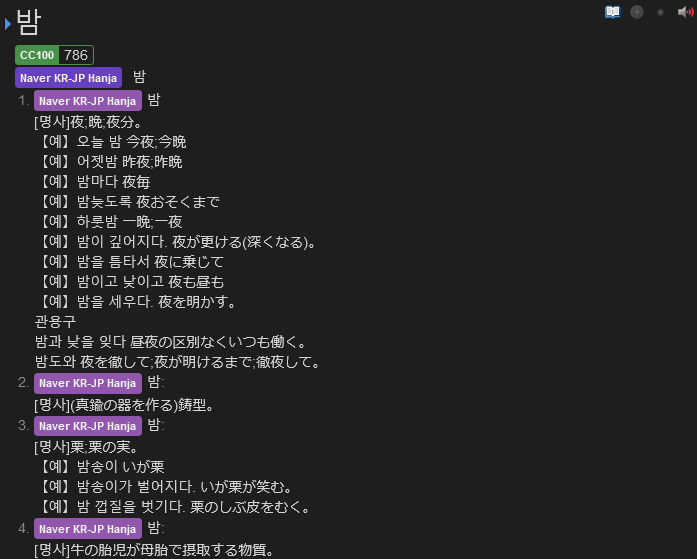 밤
CC100 786
Naver KR-JP Hanja 밤
1. Naver KR-JP Hanja 밤
[명사]夜;晩;夜分。
【예】오늘 밤 今夜;今晩
【예】어젯밤 昨夜;昨晩
【예】밤마다 夜毎
【예】밤늦도록 夜おそくまで
【예】하룻밤 一晩;一夜
【예】밤이 깊어지다. 夜が更ける(深くなる)。
【예】밤을 틈타서 夜に乗じて
【예】밤이고 낮이고 夜も昼も
【예】밤을 세우다. 夜を明かす。
관용구
밤과 낮을 잊다 昼夜の区別なくいつも働く。
밤도와 夜を徹して;夜が明けるまで;徹夜して。
2. Naver KR-JP Hanja 밤:
[명사](真鍮の器を作る)鋳型。
3. Naver KR-JP Hanja 밤:
[명사]栗;栗の実。
【예】밤송이 いが栗
【예】밤송이가 벌어지다. いが栗が笑む。
【예】밤 껍질을 벗기다. 栗のしぶ皮をむく。
4. Naver KR-JP Hanja 밤:
[명사]牛の胎児が母胎で摂取する物質。